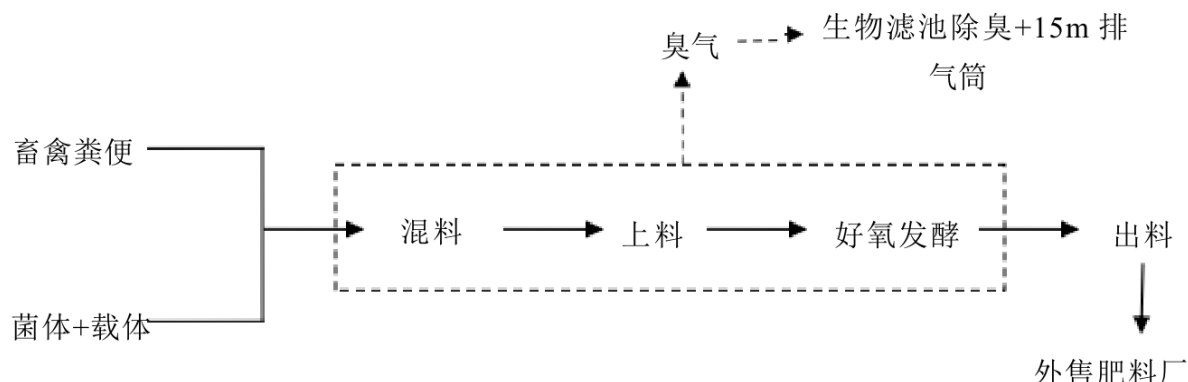 臭气
生物滤池除臭+15m 排
气筒
畜禽粪便
混料
上料
好氧发酵
出料
菌体+载体
外售肥料厂